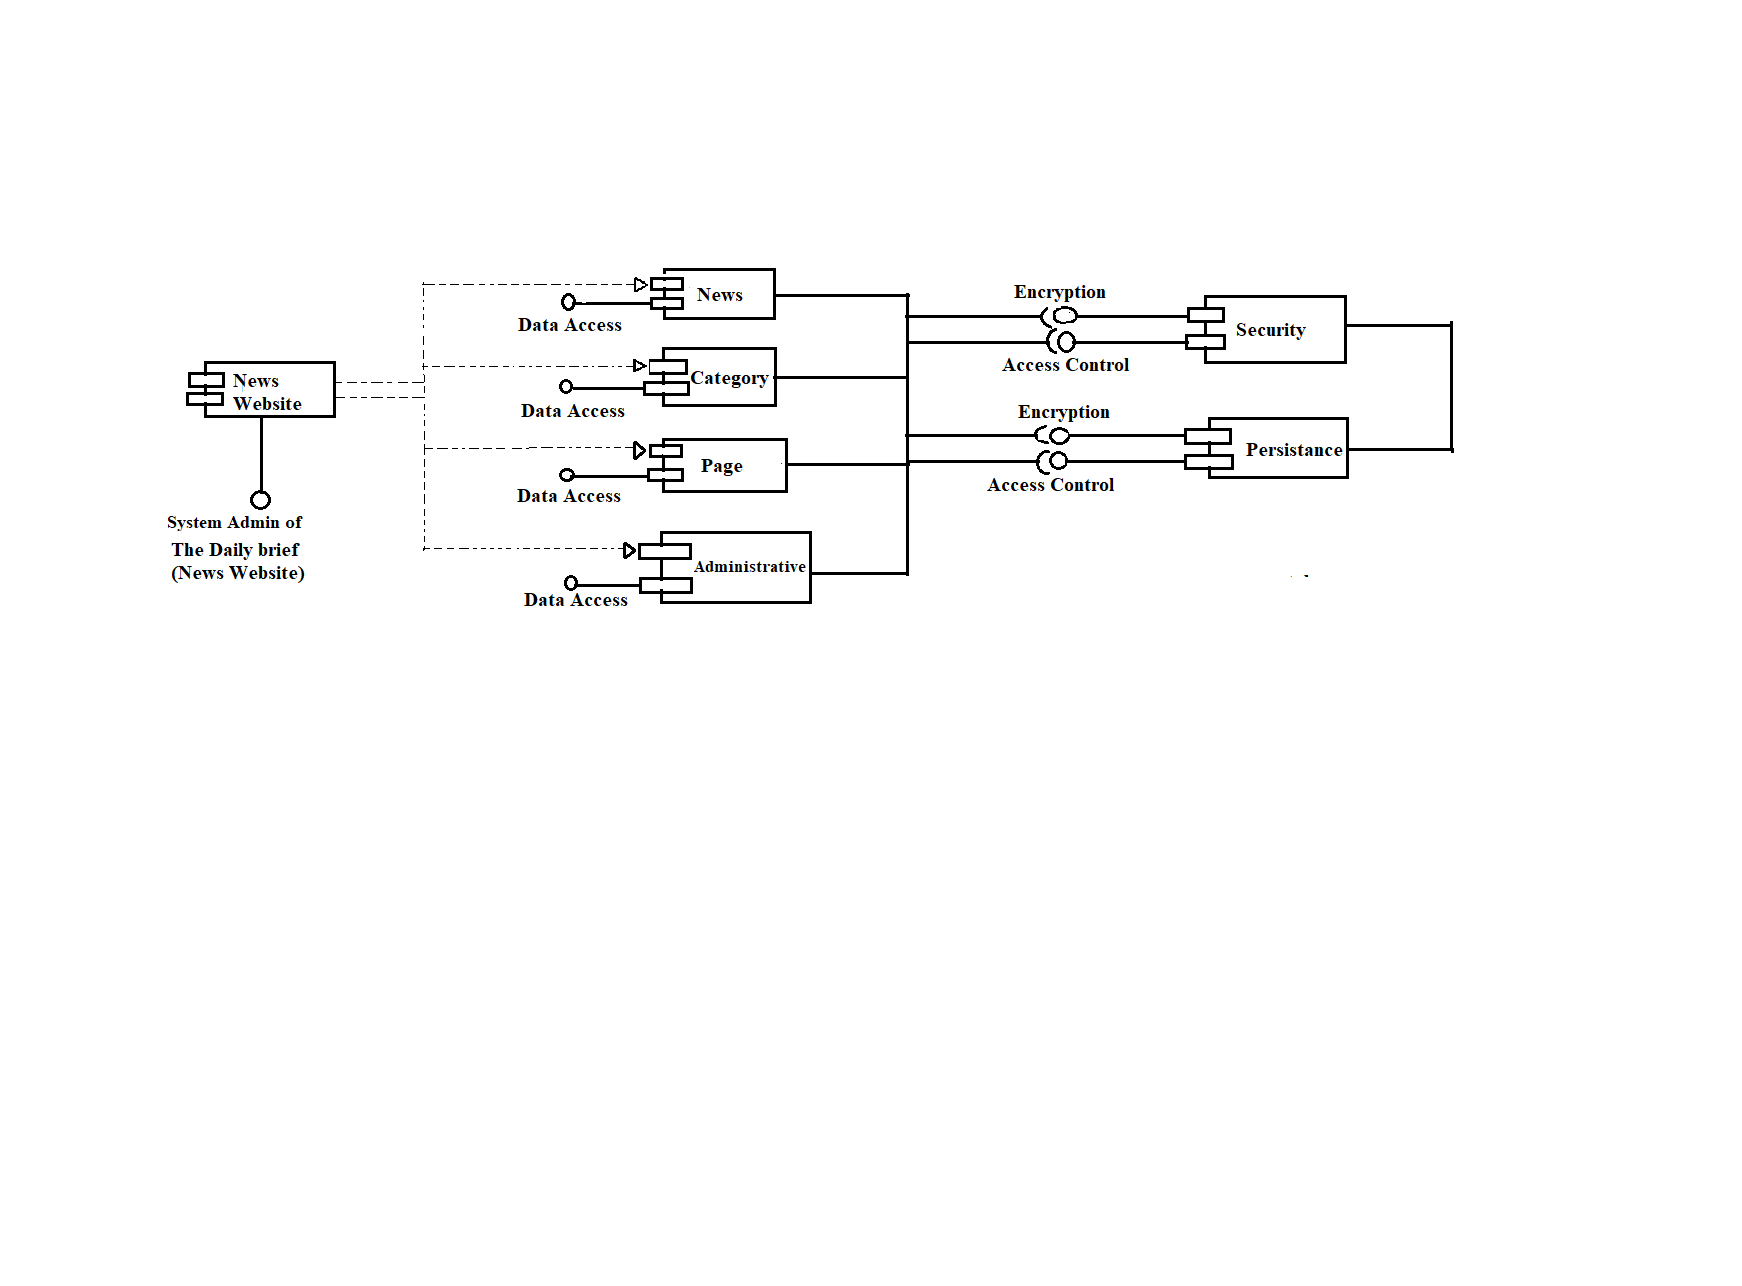 News
Website
System Admin of
The Daily brief
(News Website)
News
Data Access
Category
Data Access
Page
Data Access
Administrative
Data Access
Encryption
Access Control
Security
Encryption
Access Control
Persistance